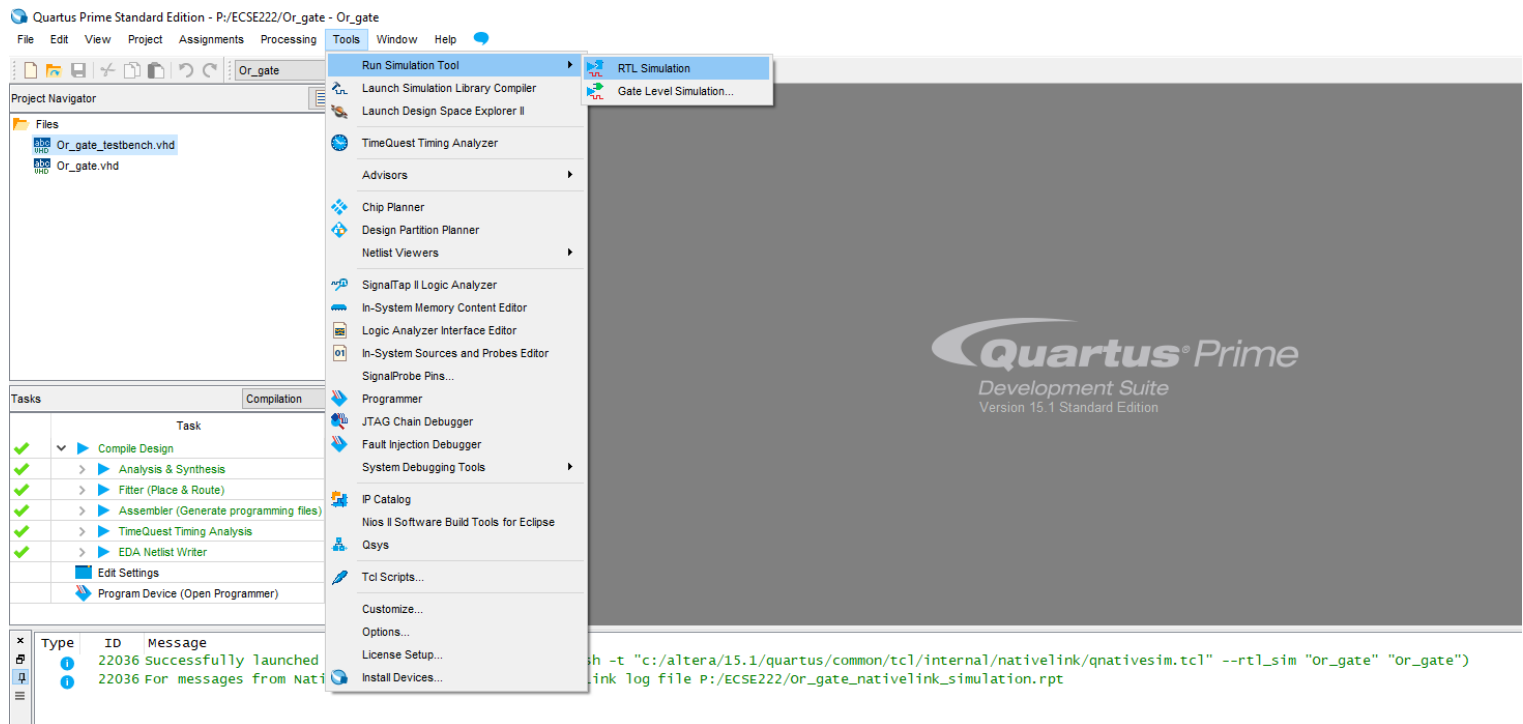 Quartus Prime Standard Edition - P:/ECSE222/Or_gate - Or_gate
File Edit View Project Assignments Processing Tools Window Help
Or_gate
Run Simulation Tool
RTL Simulation
Launch Simulation Library Compiler
Gate Level Simulation...
Launch Design Space Explorer II
Project Navigator
Files
Or_gate_testbench.vhd
Or_gate.vhd
TimeQuest Timing Analyzer
Advisors
Chip Planner
Design Partition Planner
Netlist Viewers
SignalTap II Logic Analyzer
In-System Memory Content Editor
Logic Analyzer Interface Editor
In-System Sources and Probes Editor
SignalProbe Pins...
Programmer
JTAG Chain Debugger
Fault Injection Debugger
System Debugging Tools
IP Catalog
Nios II Software Build Tools for Eclipse
Qsys
Tcl Scripts...
Customize...
Options...
License Setup...
Install Devices...
Quartus® Prime
Development Suite
Version 15.1 Standard Edition
Tasks Compilation
Task
Compile Design
Analysis & Synthesis
Fitter (Place & Route)
Assembler (Generate programming files)
TimeQuest Timing Analysis
EDA Netlist Writer
Edit Settings
Program Device (Open Programmer)
Type ID Message
22036 Successfully launched sh -t "c:/altera/15.1/quartus/common/tcl/internal/nativelink/qnativesim.tcl" --rtl_sim "Or_gate" "Or_gate")
22036 For messages from Nati ink log file P:/ECSE222/Or_gate_nativelink_simulation.rpt